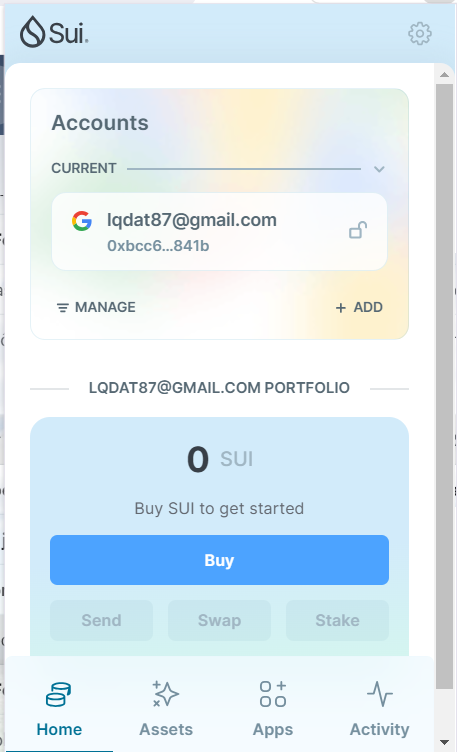 Sui.
Accounts
CURRENT
lqdat87@gmail.com
0xbcc6...841b
MANAGE
+ ADD
LQDAT87@GMAIL.COM PORTFOLIO
0 SUI
Buy SUI to get started
Buy
Send Swap Stake
Home Assets Apps Activity